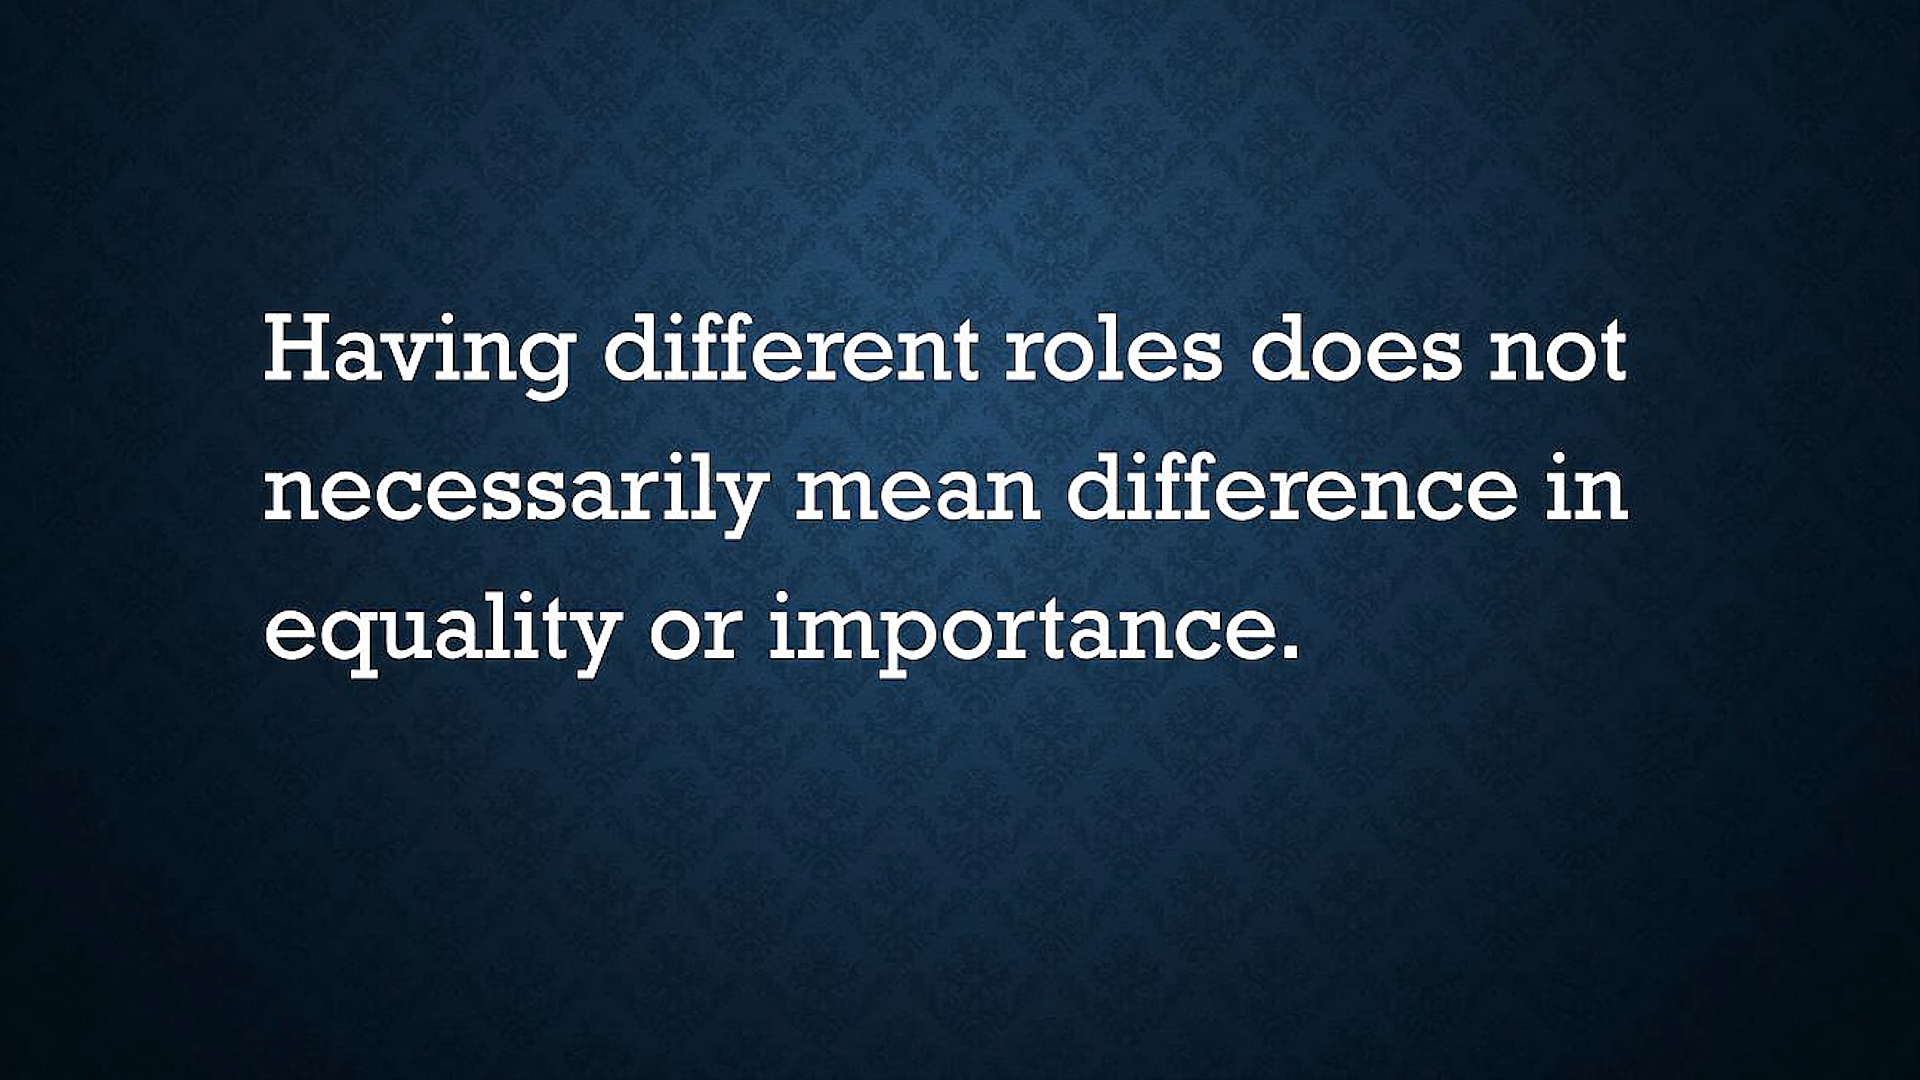 Having different roles does not
necessarily mean difference in
equality or importance.